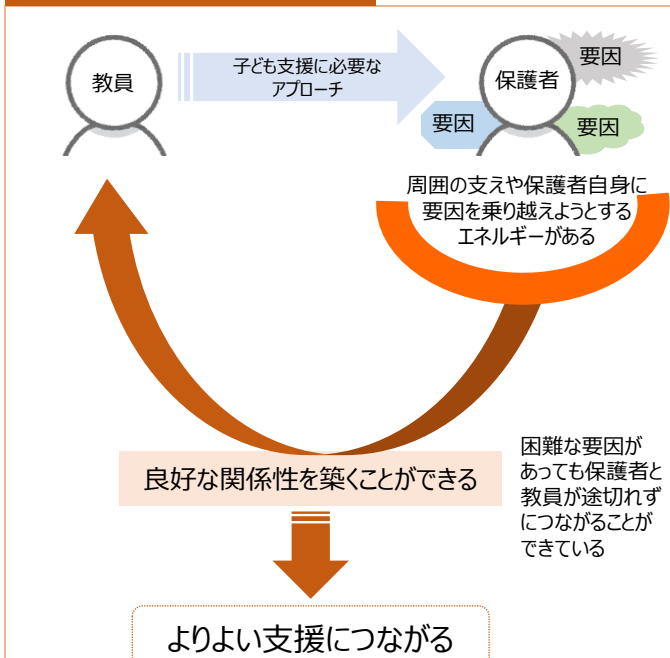 教員
子ども支援に必要な
アプローチ
保護者
要因
要因
要因
周囲の支えや保護者自身に
要因を乗り越えようとする
エネルギーがある
良好な関係性を築くことができる
困難な要因が
あっても保護者と
教員が途切れず
につながることが
できている
よりよい支援につながる